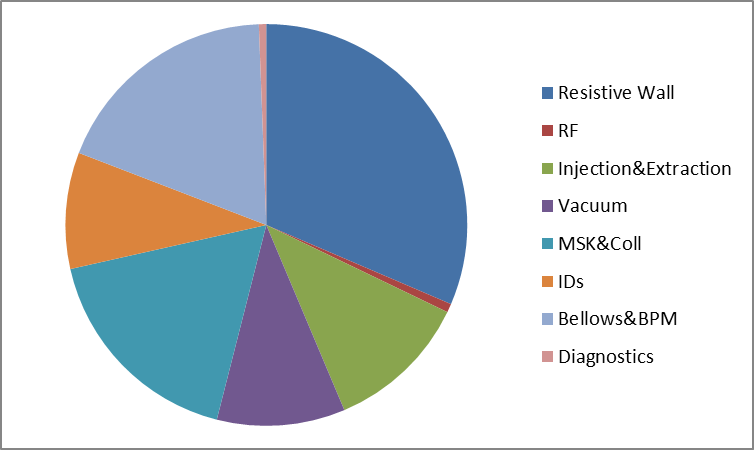 Resistive Wall
RF
Injection&Extraction
Vacuum
MSK&Coll
IDs
Bellows&BPM
Diagnostics